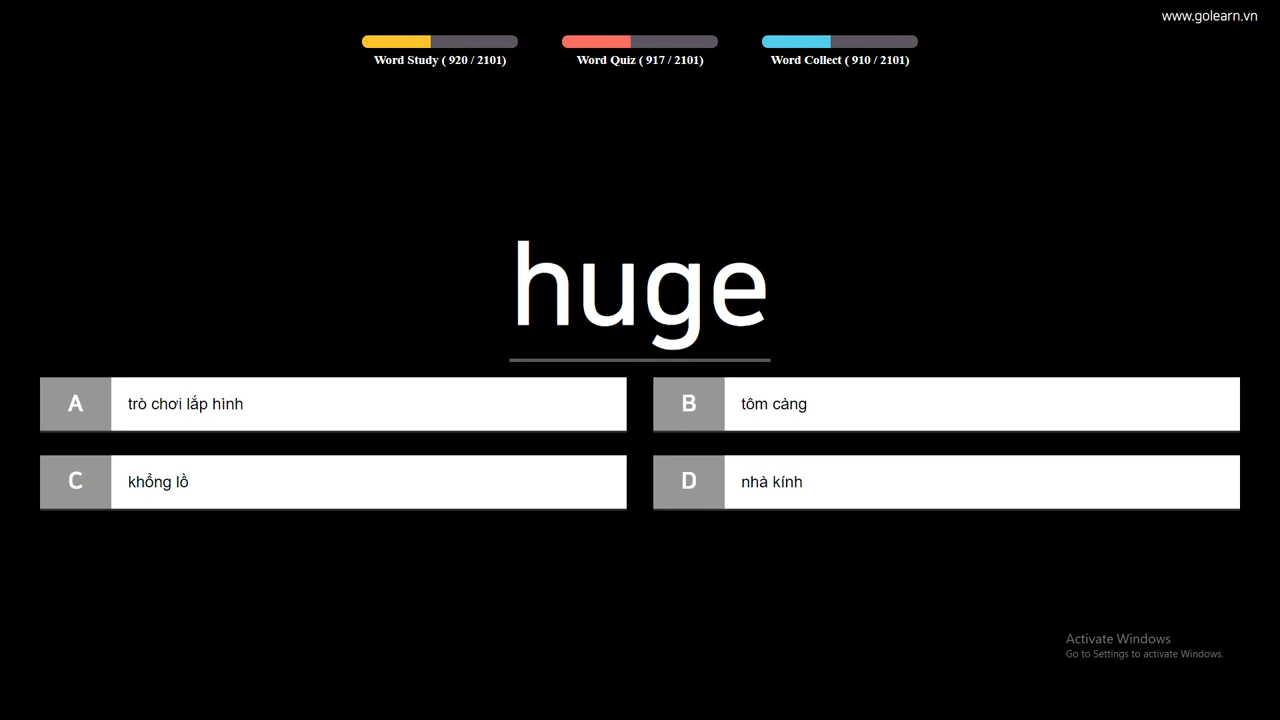 www.golearn.vn
Word Study ( 920 / 2101)
Word Quiz ( 917 / 2101)
Word Collect ( 910 / 2101)
huge
A trò chơi lắp hình
B tôm càng
C khổng lồ
D nhà kính
Activate Windows
Go to Settings to activate Windows.